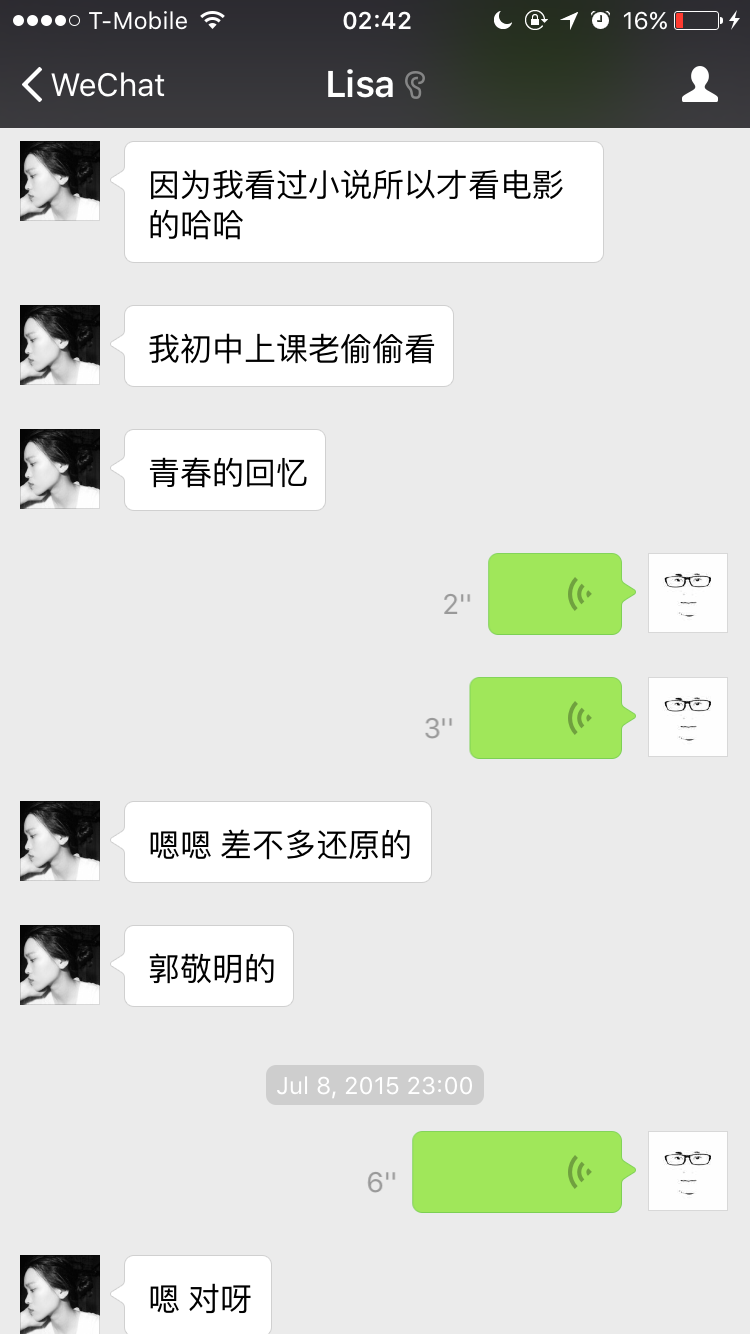 T-Mobile 02:42 16%
WeChat Lisa
因为我看过小说所以才看电影
的哈哈
我初中上课老偷偷看
青春的回忆
2''
3''
嗯嗯 差不多还原的
郭敬明的
Jul 8, 2015 23:00
6''
嗯 对呀